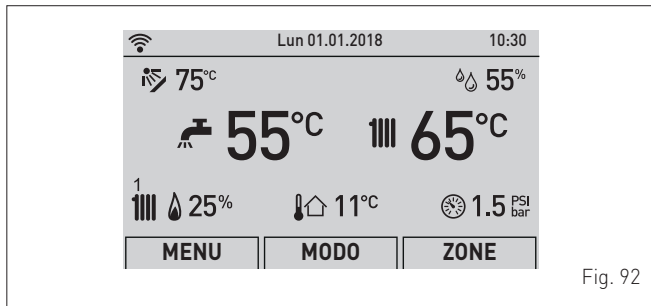 Lun 01.01.2018 10:30
75°C 55%
55°C 65°C
1
25% 11°C 1.5 PSI bar
MENU MODO ZONE
Fig. 92